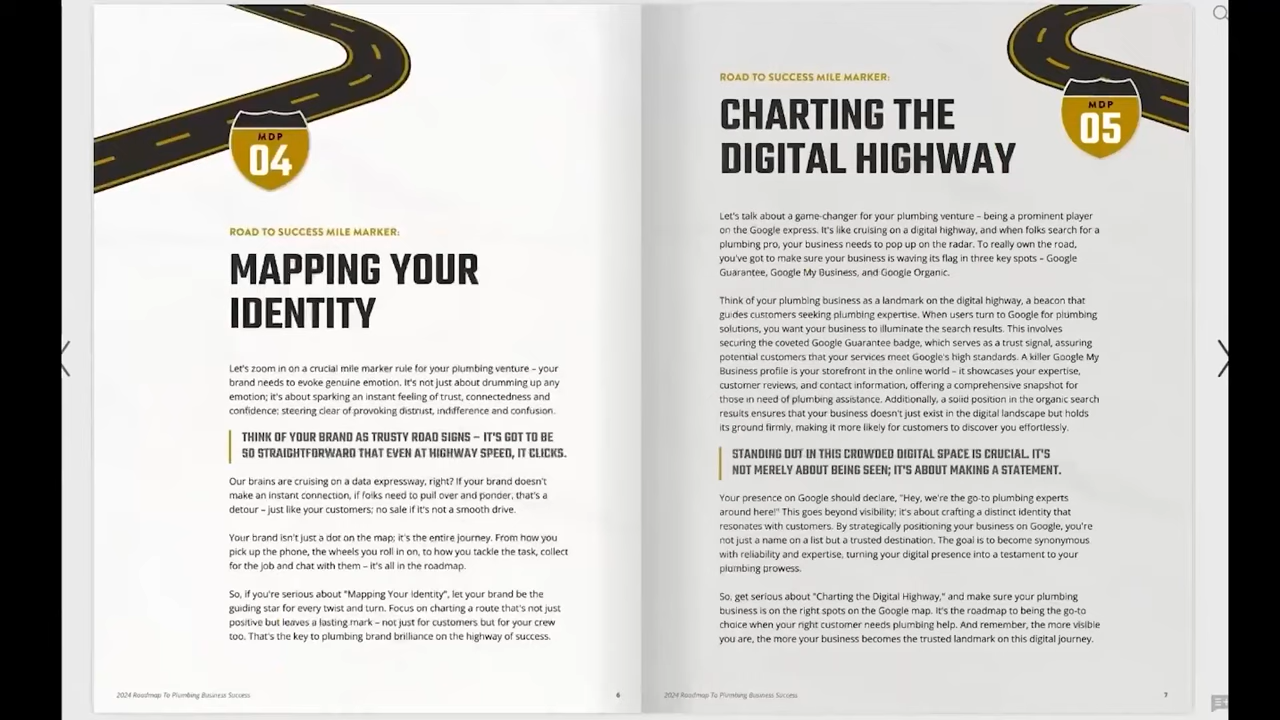 MDP
04
ROAD TO SUCCESS MILE MARKER:
MAPPING YOUR
IDENTITY
Let's zoom in on a crucial mile marker rule for your plumbing venture – your
brand needs to evoke genuine emotion. It's not just about drumming up any
emotion; it's about sparking an instant feeling of trust, connectedness and
confidence; steering clear of provoking distrust, indifference and confusion.
THINK OF YOUR BRAND AS TRUSTY ROAD SIGNS – IT'S GOT TO BE
SO STRAIGHTFORWARD THAT EVEN AT HIGHWAY SPEED, IT CLICKS.
Our brains are cruising on a data expressway, right? If your brand doesn't
make an instant connection, if folks need to pull over and ponder, that's a
detour – just like your customers; no sale if it's not a smooth drive.
Your brand isn't just a dot on the map; it's the entire journey. From how you
pick up the phone, the wheels you roll in on, to how you tackle the task, collect
for the job and chat with them – it's all in the roadmap.
So, if you're serious about "Mapping Your Identity", let your brand be the
guiding star for every twist and turn. Focus on charting a route that's not just
positive but leaves a lasting mark – not just for customers but for your crew
too. That's the key to plumbing brand brilliance on the highway of success.
2024 Roadmap To Plumbing Business Success
6
ROAD TO SUCCESS MILE MARKER:
CHARTING THE
DIGITAL HIGHWAY
MDP
05
Let's talk about a game-changer for your plumbing venture – being a prominent player
on the Google express. It's like cruising on a digital highway, and when folks search for a
plumbing pro, your business needs to pop up on the radar. To really own the road,
you've got to make sure your business is waving its flag in three key spots – Google
Guarantee, Google My Business, and Google Organic.
Think of your plumbing business as a landmark on the digital highway, a beacon that
guides customers seeking plumbing expertise. When users turn to Google for plumbing
solutions, you want your business to illuminate the search results. This involves
securing the coveted Google Guarantee badge, which serves as a trust signal, assuring
potential customers that your services meet Google's high standards. A killer Google My
Business profile is your storefront in the online world – it showcases your expertise,
customer reviews, and contact information, offering a comprehensive snapshot for
those in need of plumbing assistance. Additionally, a solid position in the organic search
results ensures that your business doesn't just exist in the digital landscape but holds
its ground firmly, making it more likely for customers to discover you effortlessly.
STANDING OUT IN THIS CROWDED DIGITAL SPACE IS CRUCIAL. IT'S
NOT MERELY ABOUT BEING SEEN; IT'S ABOUT MAKING A STATEMENT.
Your presence on Google should declare, "Hey, we're the go-to plumbing experts
around here!" This goes beyond visibility; it's about crafting a distinct identity that
resonates with customers. By strategically positioning your business on Google, you're
not just a name on a list but a trusted destination. The goal is to become synonymous
with reliability and expertise, turning your digital presence into a testament to your
plumbing prowess.
So, get serious about "Charting the Digital Highway," and make sure your plumbing
business is on the right spots on the Google map. It's the roadmap to being the go-to
choice when your right customer needs plumbing help. And remember, the more visible
you are, the more your business becomes the trusted landmark on this digital journey.
2024 Roadmap To Plumbing Business Success
7